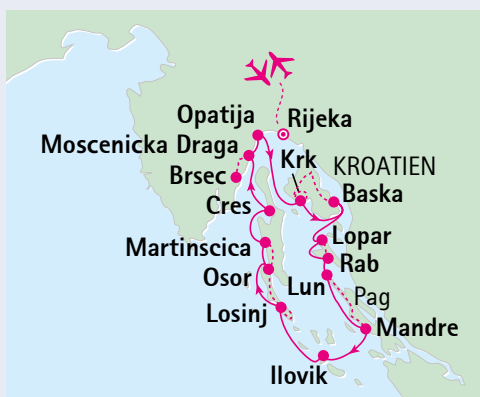 Opatija
Rijeka
Moscenicka Draga
Krk
KROATIEN
Brsec
Baska
Cres
Lopar
Martinscica
Rab
Osor
Lun
Pag
Losinj
Mandre
Ilovik